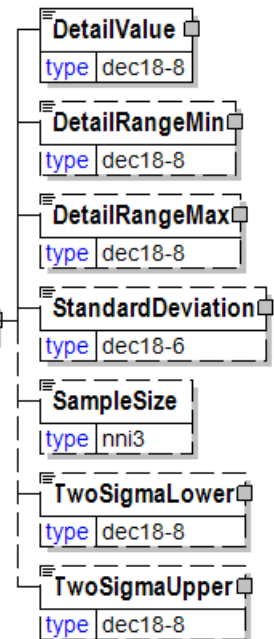 DetailValue
type dec18-8
DetailRangeMin
type dec18-8
DetailRangeMax
type dec18-8
StandardDeviation
type dec18-6
SampleSize
type nni3
TwoSigmaLower
type dec18-8
TwoSigmaUpper
type dec18-8